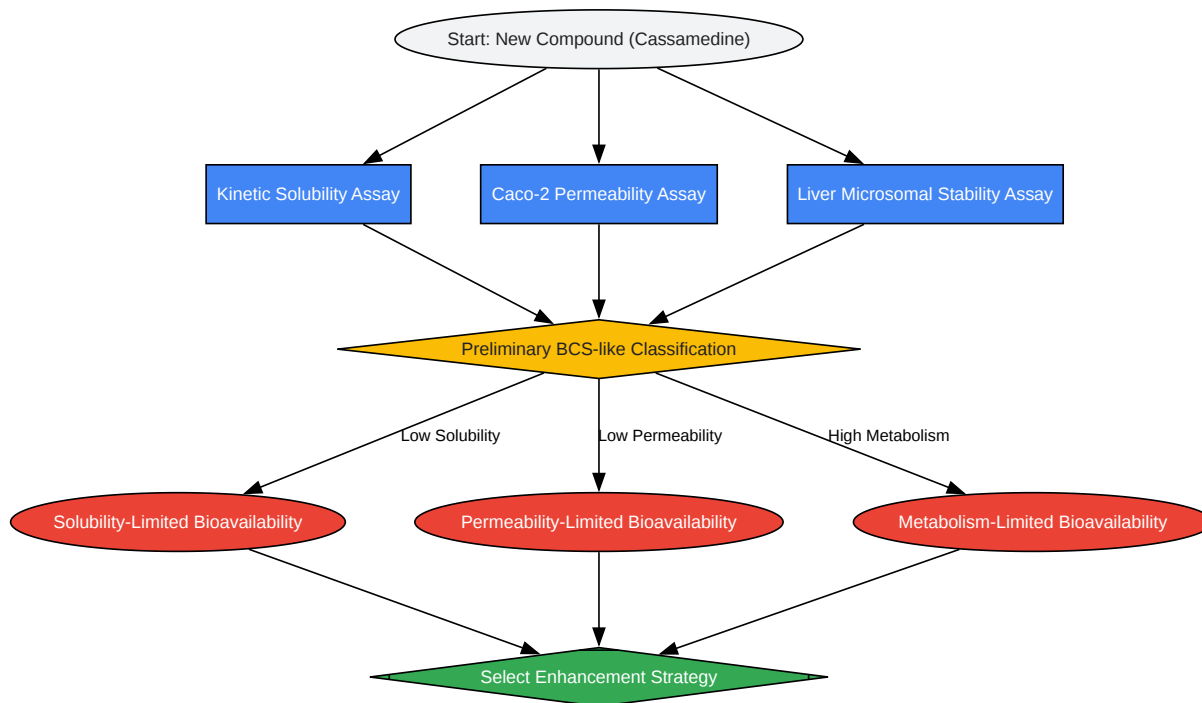 Start: New Compound (Cassamedine)
Kinetic Solubility Assay
Caco-2 Permeability Assay
Liver Microsomal Stability Assay
Preliminary BCS-like Classification
Low Solubility
Low Permeability
High Metabolism
Solubility-Limited Bioavailability
Permeability-Limited Bioavailability
Metabolism-Limited Bioavailability
Select Enhancement Strategy